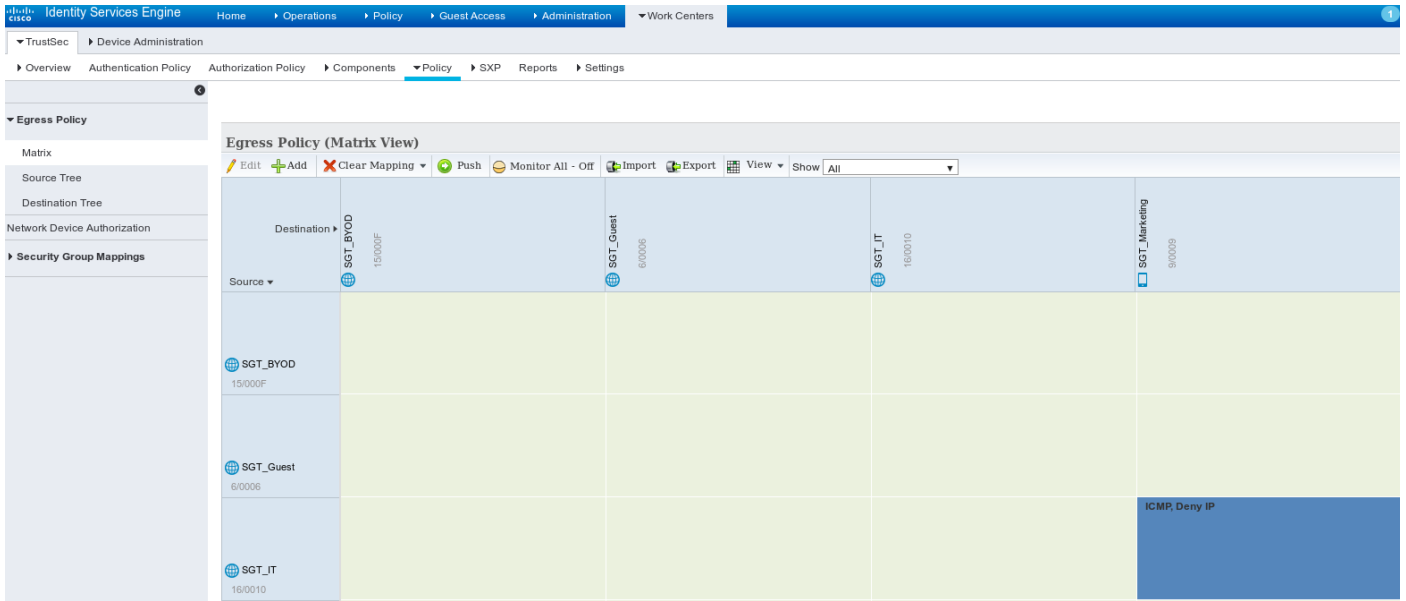 cisco Identity Services Engine Home Operations Policy Guest Access Administration Work Centers 1
TrustSec Device Administration
Overview Authentication Policy Authorization Policy Components Policy SXP Reports Settings
Egress Policy
Matrix
Source Tree
Destination Tree
Network Device Authorization
Security Group Mappings
Egress Policy (Matrix View)
Edit Add Clear Mapping Push Monitor All - Off Import Export View Show All
Destination
Source
SGT_BYOD
15/000F
SGT_Guest
6/0006
SGT_IT
16/0010
SGT_Marketing
9/0009
SGT_BYOD
15/000F
SGT_Guest
6/0006
SGT_IT
16/0010
ICMP, Deny IP